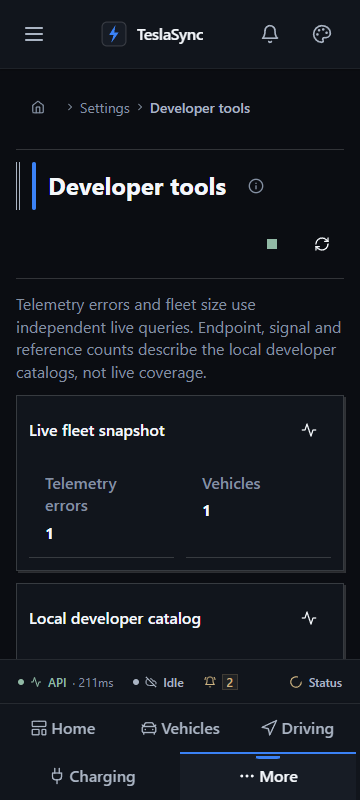 TeslaSync
Settings
Developer tools
Developer tools
Telemetry errors and fleet size use
independent live queries. Endpoint, signal and
reference counts describe the local developer
catalogs, not live coverage.
Live fleet snapshot
Telemetry
errors
1
Vehicles
1
Local developer catalog
API · 211ms
Idle
2
Status
Home
Vehicles
Driving
Charging
More